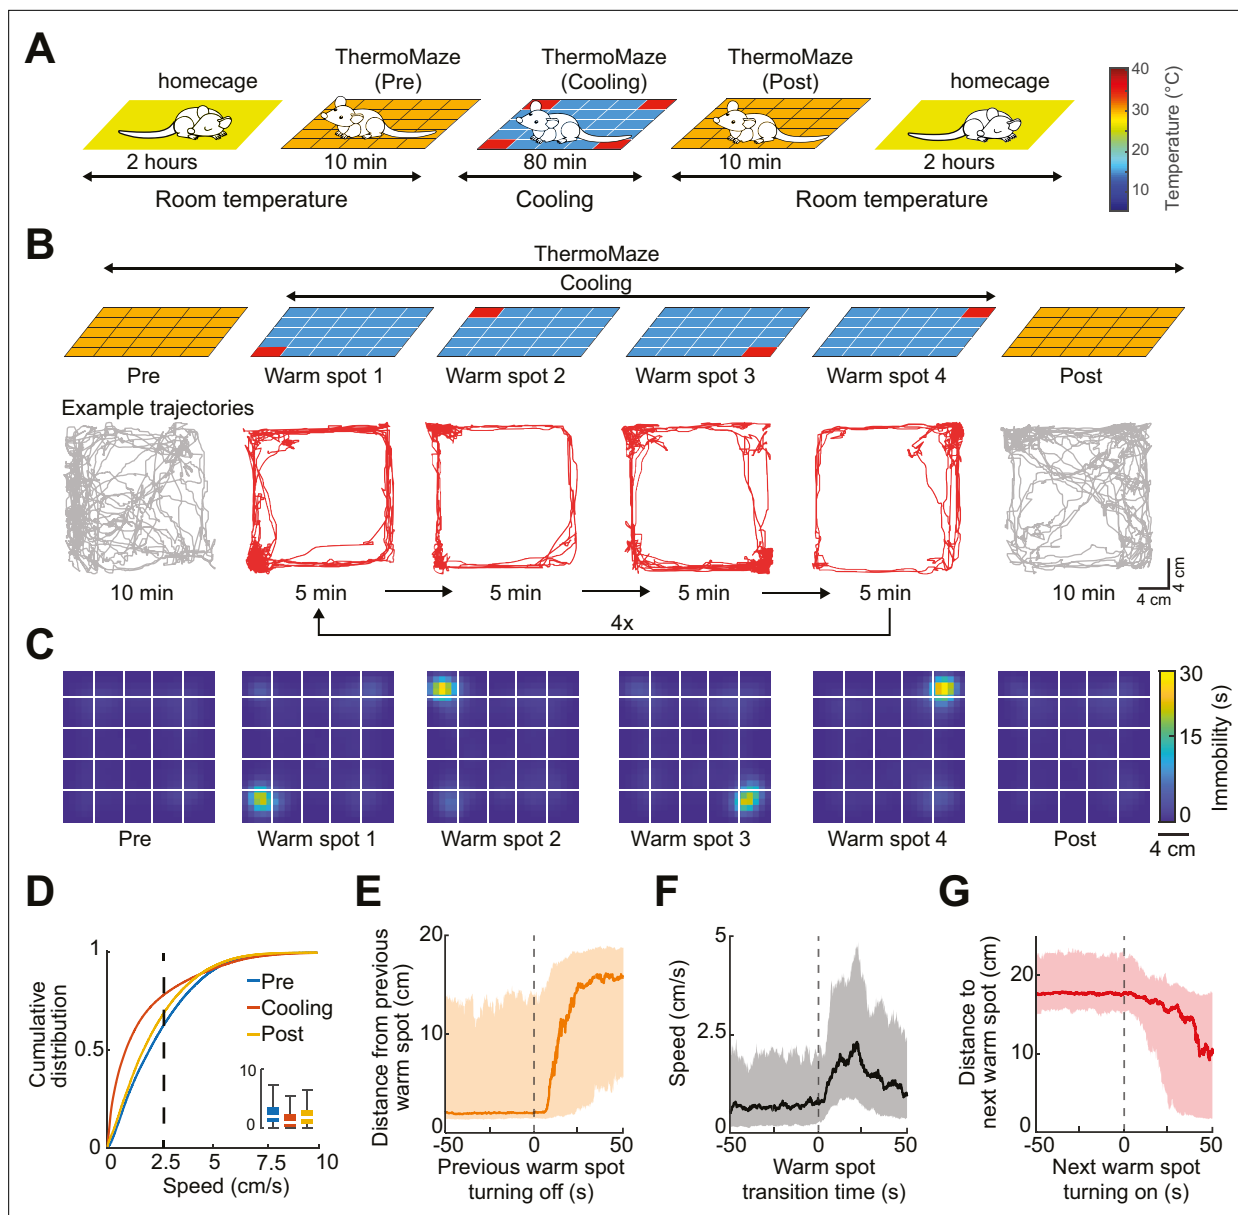 A
homecage
ThermoMaze
(Pre)
ThermoMaze
(Cooling)
ThermoMaze
(Post)
homecage
2 hours
10 min
80 min
10 min
2 hours
Room temperature
Cooling
Room temperature
40
30
20
10
Temperature (°C)
B
ThermoMaze
Cooling
Pre
Warm spot 1
Warm spot 2
Warm spot 3
Warm spot 4
Post
Example trajectories
10 min
5 min
5 min
5 min
5 min
10 min
4 cm
4 cm
4x
C
Pre
Warm spot 1
Warm spot 2
Warm spot 3
Warm spot 4
Post
30
15
0
Immobility (s)
4 cm
D
Cumulative
distribution
1
0.5
0
Pre
Cooling
Post
10
0
0
2.5
5
7.5
10
Speed (cm/s)
E
Distance from previous
warm spot (cm)
20
10
0
-50
0
50
Previous warm spot
turning off (s)
F
Speed (cm/s)
5
2.5
0
-50
0
50
Warm spot
transition time (s)
G
Distance to
next warm spot (cm)
20
10
0
-50
0
50
Next warm spot
turning on (s)